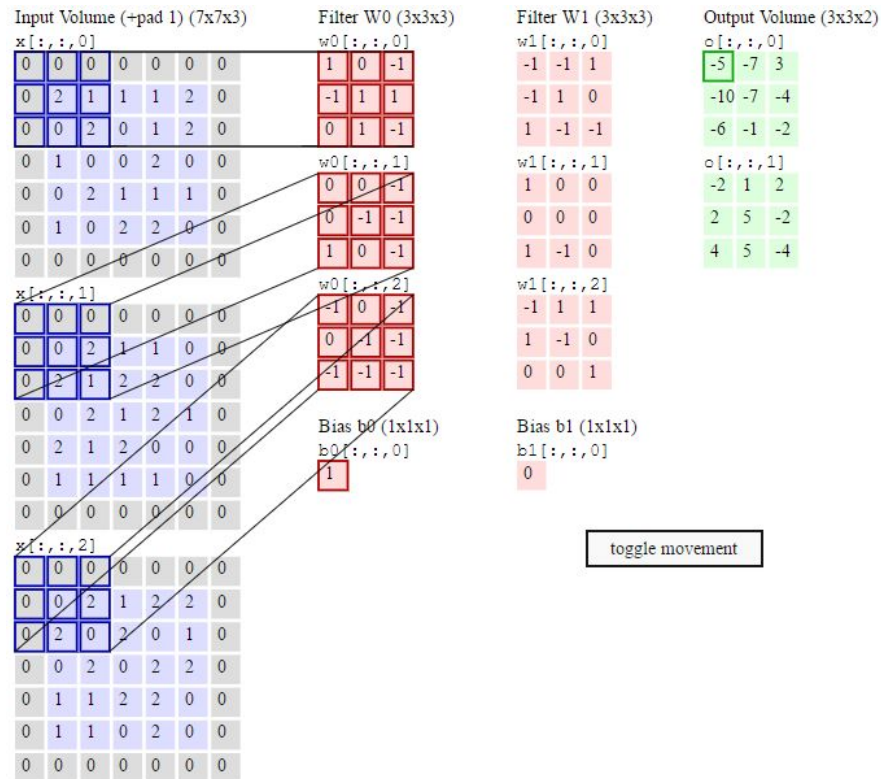 Input Volume (+pad 1) (7x7x3)
x[:,:,0]
0 0 0 0 0 0 0
0 2 1 1 1 2 0
0 0 2 0 1 2 0
0 1 0 0 2 0 0
0 0 2 1 1 1 0
0 1 0 2 2 0 0
0 0 0 0 0 0 0
x[:,:,1]
0 0 0 0 0 0 0
0 0 2 1 1 0 0
0 2 1 2 2 0 0
0 0 2 1 2 1 0
0 2 1 2 0 0 0
0 1 1 1 1 0 0
0 0 0 0 0 0 0
x[:,:,2]
0 0 0 0 0 0 0
0 0 2 1 2 2 0
0 2 0 2 0 1 0
0 0 2 0 2 2 0
0 1 1 2 2 0 0
0 1 1 0 2 0 0
0 0 0 0 0 0 0
Filter W0 (3x3x3)
w0[:,:,0]
1 0 -1
-1 1 1
0 1 -1
w0[:,:,1]
0 0 -1
0 -1 -1
1 0 -1
w0[:,:,2]
-1 0 -1
0 -1 -1
-1 -1 -1
Bias b0 (1x1x1)
b0[:,:,0]
1
Filter W1 (3x3x3)
w1[:,:,0]
-1 -1 1
-1 1 0
1 -1 -1
w1[:,:,1]
1 0 0
0 0 0
1 -1 0
w1[:,:,2]
-1 1 1
1 -1 0
0 0 1
Bias b1 (1x1x1)
b1[:,:,0]
0
Output Volume (3x3x2)
o[:,:,0]
-5 -7 3
-10 -7 -4
-6 -1 -2
o[:,:,1]
-2 1 2
2 5 -2
4 5 -4
toggle movement